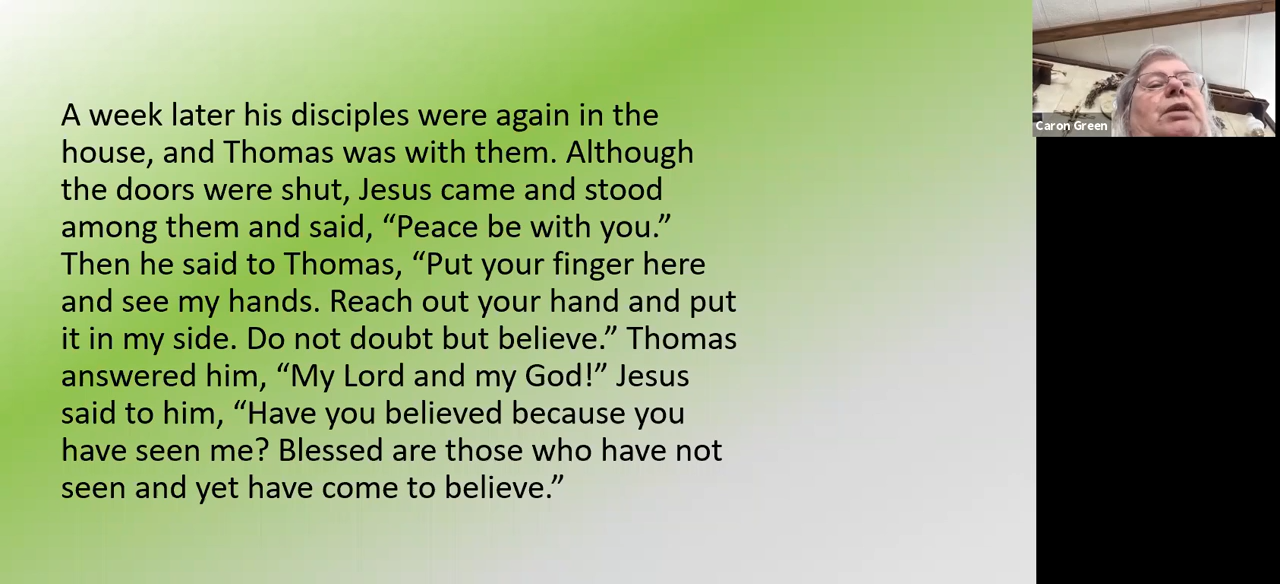 A week later his disciples were again in the
house, and Thomas was with them. Although
the doors were shut, Jesus came and stood
among them and said, “Peace be with you.”
Then he said to Thomas, “Put your finger here
and see my hands. Reach out your hand and put
it in my side. Do not doubt but believe.” Thomas
answered him, “My Lord and my God!” Jesus
said to him, “Have you believed because you
have seen me? Blessed are those who have not
seen and yet have come to believe.”
Caron Green